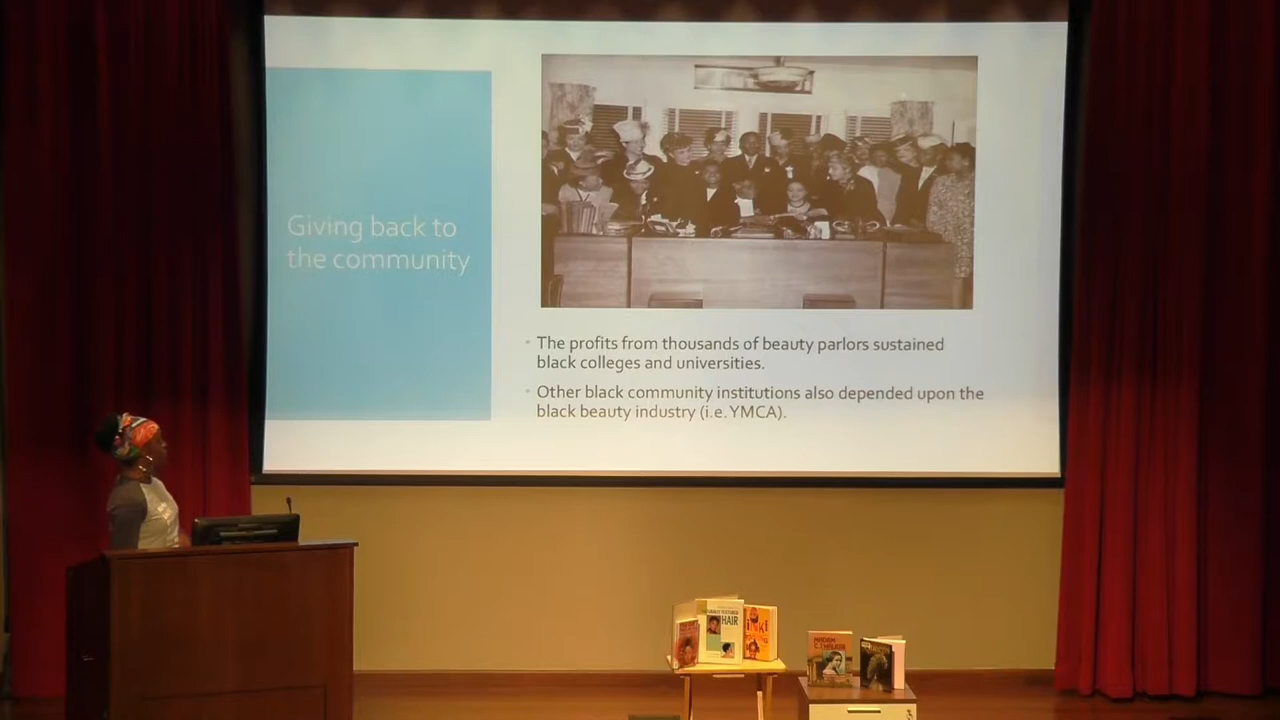 Giving back to
the community
The profits from thousands of beauty parlors sustained
black colleges and universities.
Other black community institutions also depended upon the
black beauty industry (i.e. YMCA).
HAIR
MADAM
C.J. WALKER